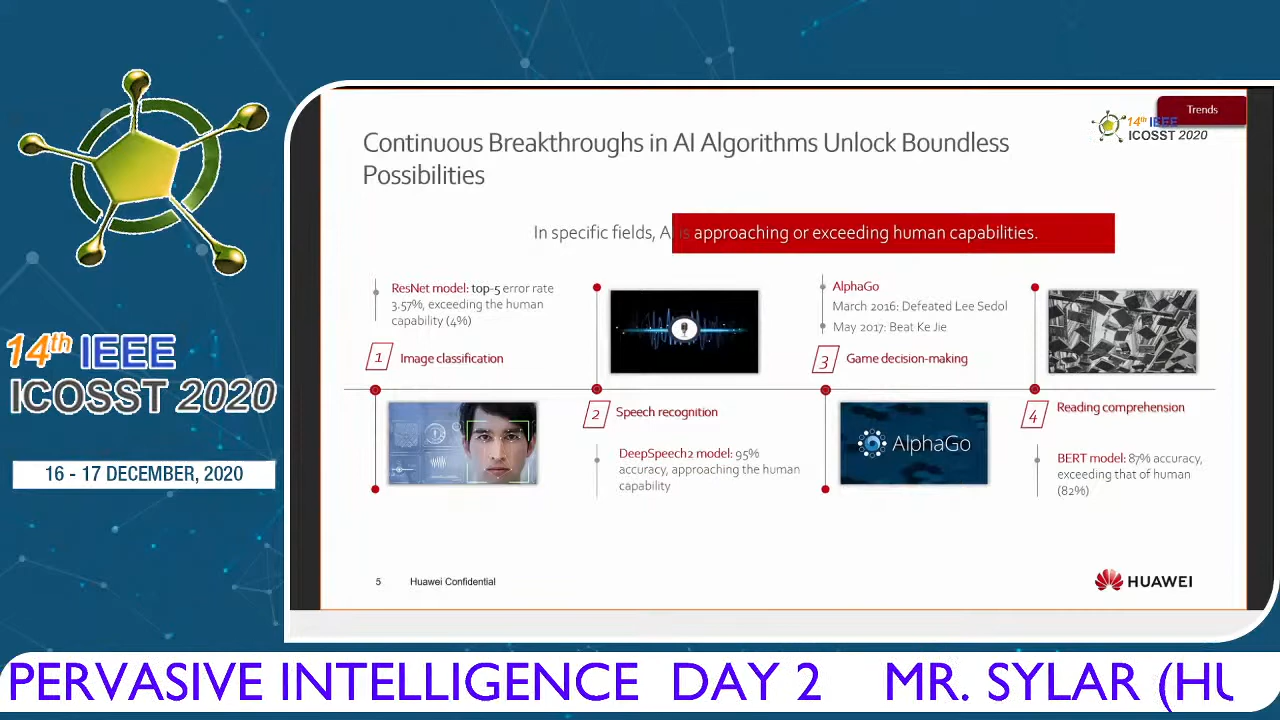 Trends
14th IEEE
ICOSST 2020
Continuous Breakthroughs in AI Algorithms Unlock Boundless
Possibilities
In specific fields, AI is approaching or exceeding human capabilities.
ResNet model: top-5 error rate
3.57%, exceeding the human
capability (4%)
1 Image classification
2 Speech recognition
DeepSpeech2 model: 95%
accuracy, approaching the human
capability
AlphaGo
March 2016: Defeated Lee Sedol
May 2017: Beat Ke Jie
3 Game decision-making
AlphaGo
4 Reading comprehension
BERT model: 87% accuracy,
exceeding that of human
(82%)
5 Huawei Confidential
HUAWEI
14th IEEE
ICOSST 2020
16 - 17 DECEMBER, 2020
PERVASIVE INTELLIGENCE DAY 2 MR. SYLAR (HU